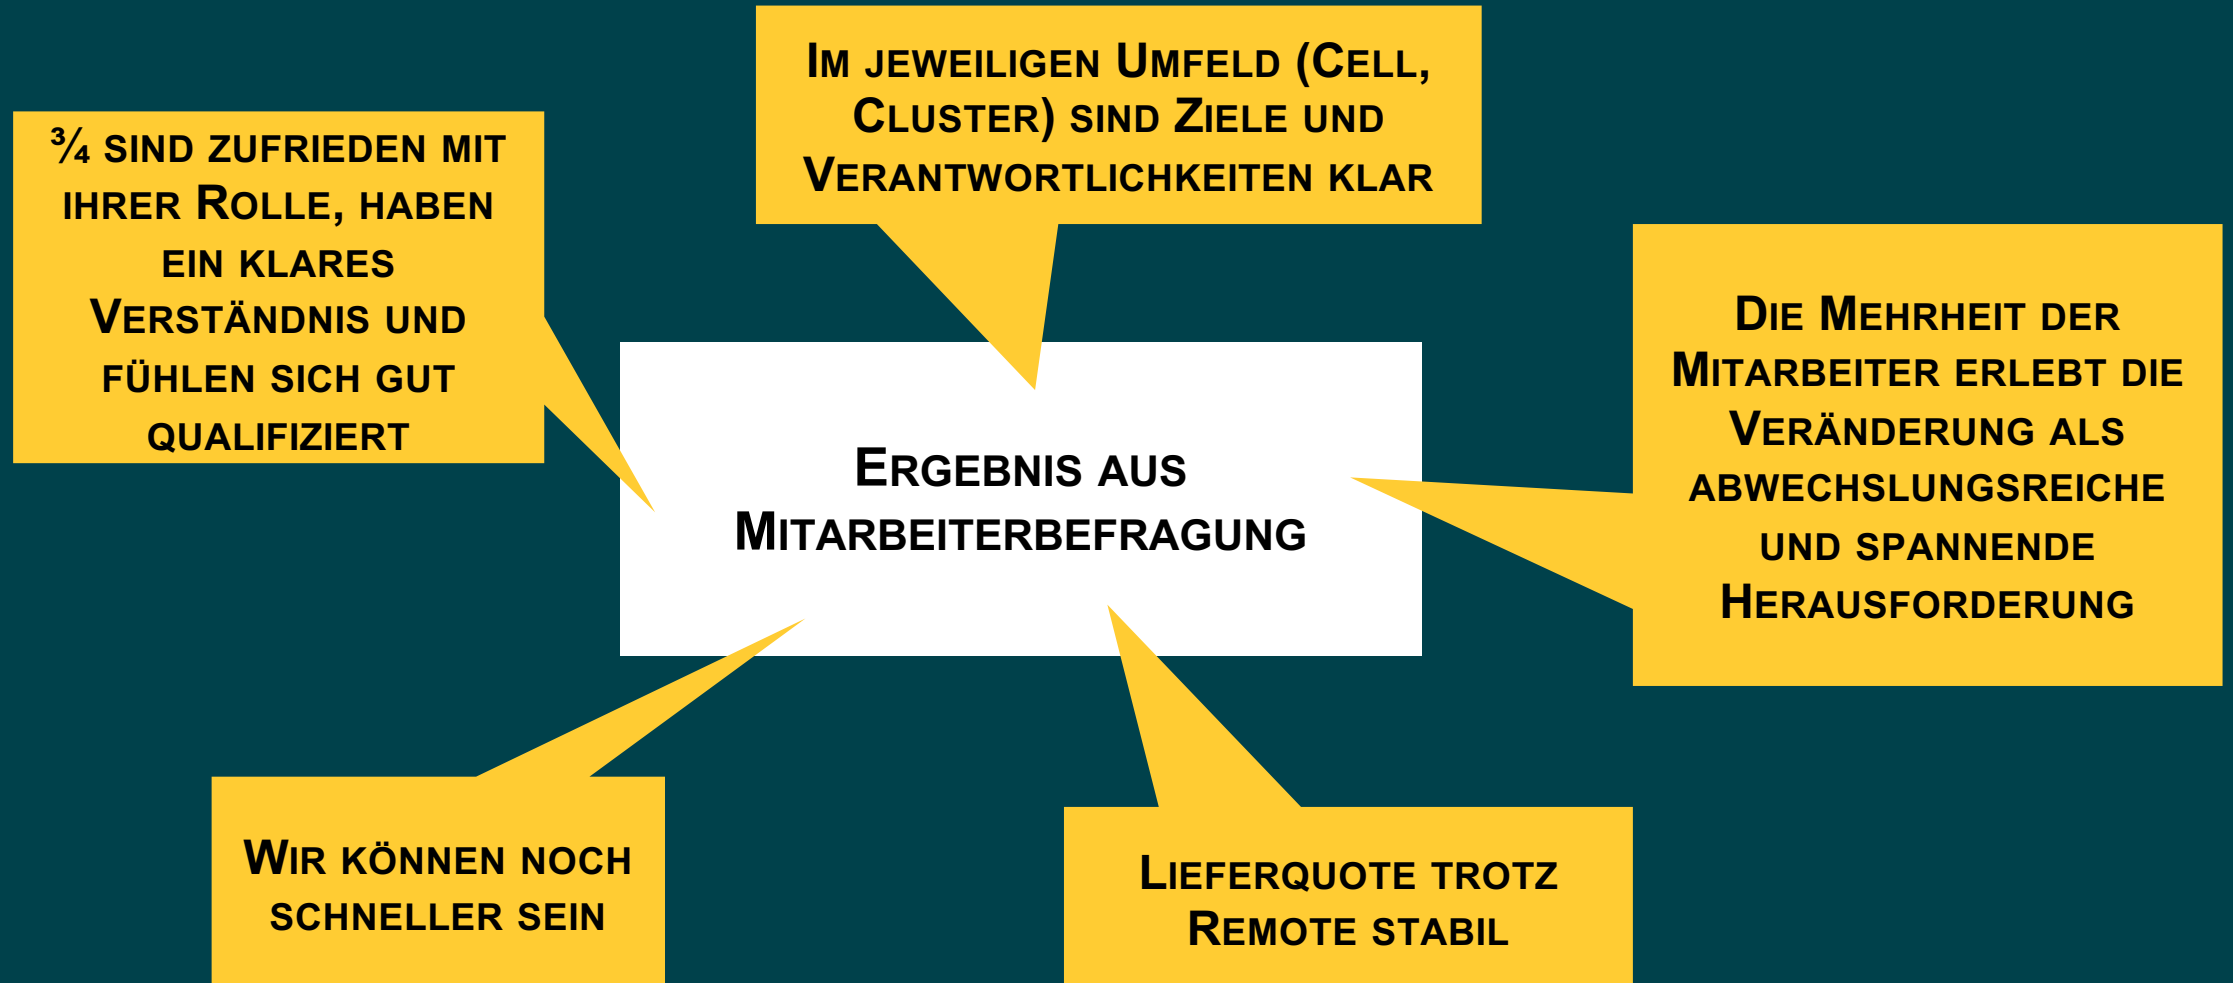 Im jeweiligen Umfeld (Cell,
Cluster) sind Ziele und
Verantwortlichkeiten klar
¾ sind zufrieden mit
ihrer Rolle, haben
ein klares
Verständnis und
fühlen sich gut
qualifiziert
Die Mehrheit der
Mitarbeiter erlebt die
Veränderung als
abwechslungsreiche
und spannende
Herausforderung
Ergebnis aus
Mitarbeiterbefragung
Wir können noch
schneller sein
Lieferquote trotz
Remote stabil